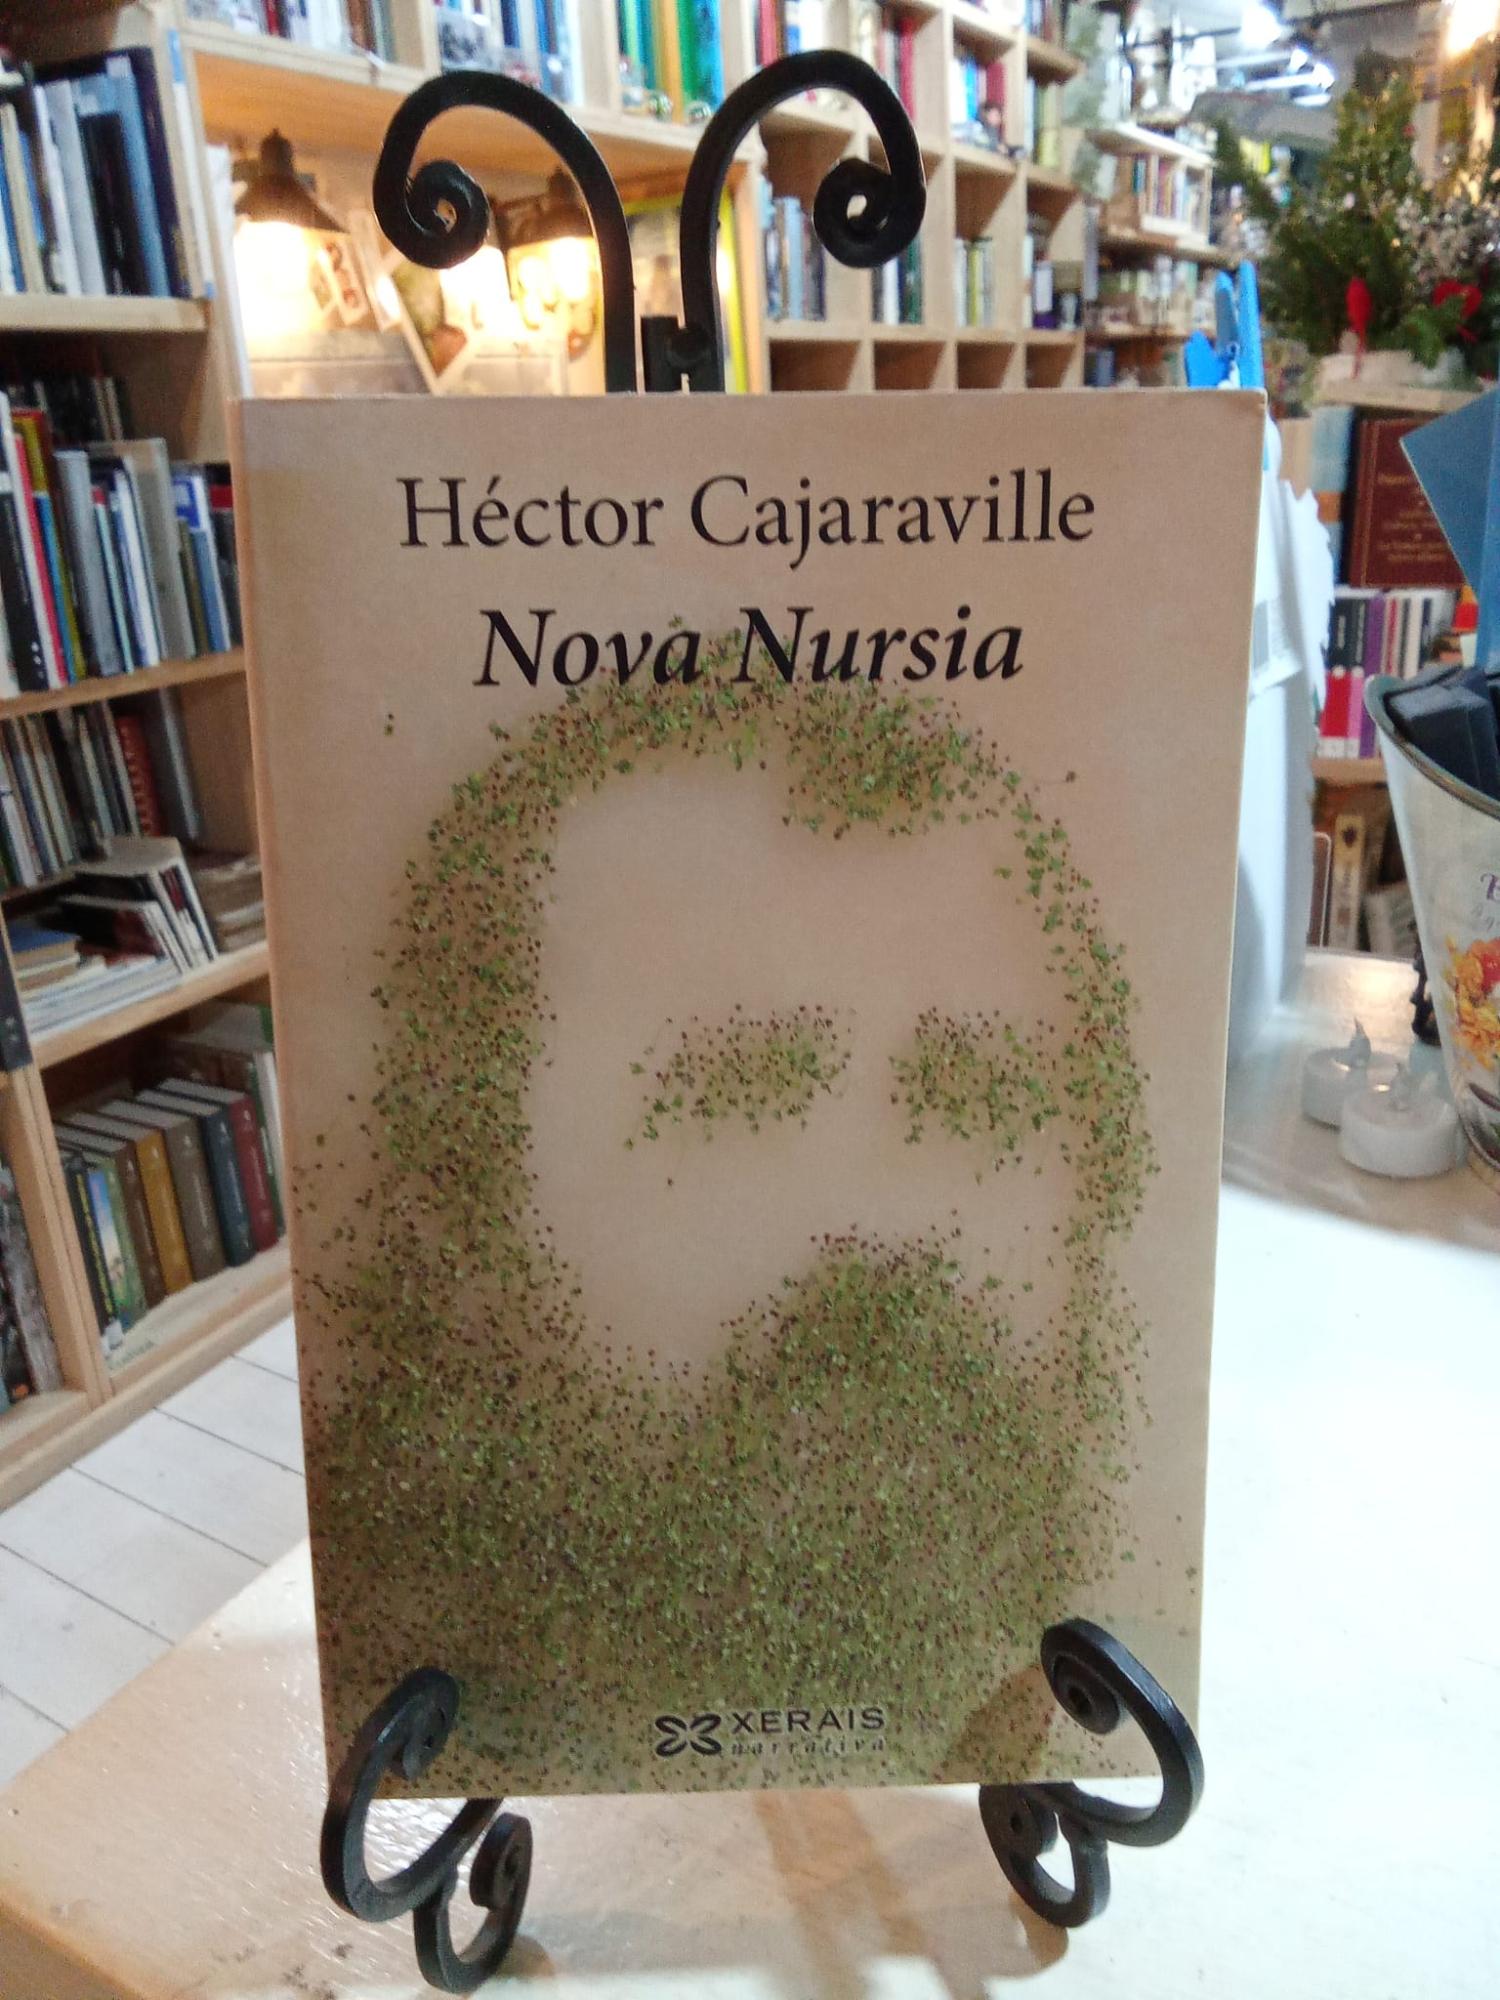 Héctor Cajaraville
Nova Nursia
XERAIS
narrativa